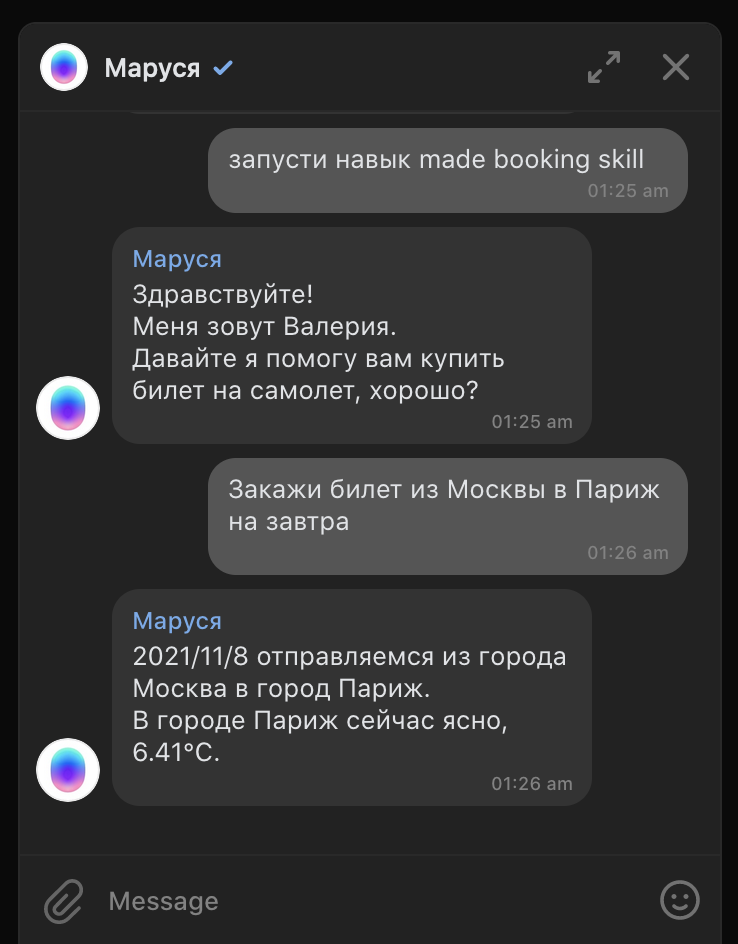 Маруся
запусти навык made booking skill
01:25 am
Маруся
Здравствуйте!
Меня зовут Валерия.
Давайте я помогу вам купить
билет на самолет, хорошо?
01:25 am
Закажи билет из Москвы в Париж
на завтра
01:26 am
Маруся
2021/11/8 отправляемся из города
Москва в город Париж.
В городе Париж сейчас ясно,
6.41°C.
01:26 am
Message